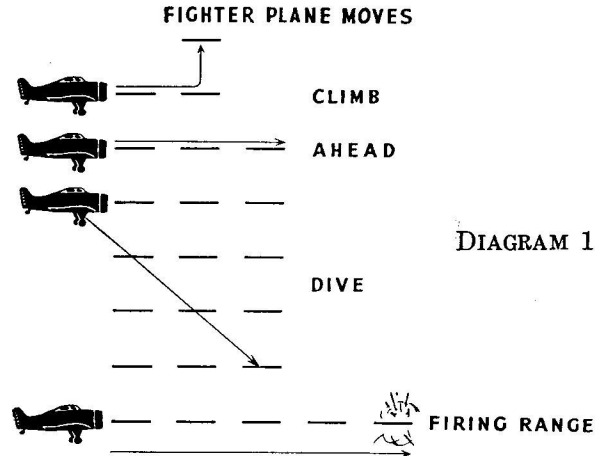 FIGHTER PLANE MOVES
CLIMB
AHEAD
DIAGRAM 1
DIVE
FIRING RANGE